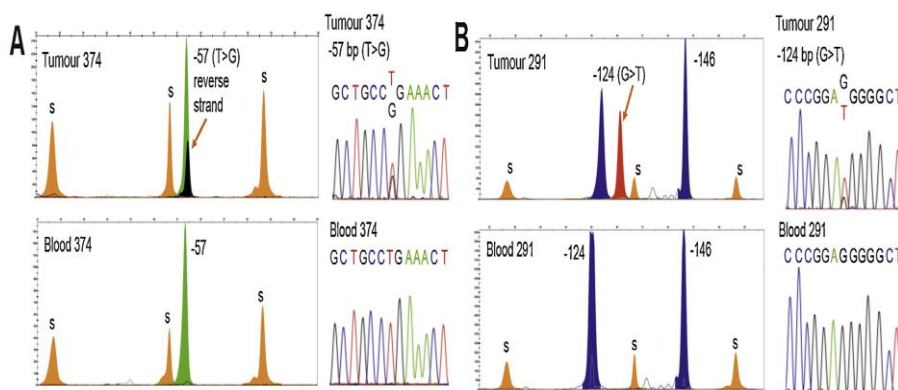 A
Tumour 374
-57 (T>G)
reverse
strand
S
S
S
Tumour 374
-57 bp (T>G)
T
GCTGCC GAAACT
G
Blood 374
-57
S
S
S
Blood 374
GCTGCCTGAAACT
B
Tumour 291
-124 (G>T)
-146
S
S
S
Tumour 291
-124 bp (G>T)
G
CCCGGA GGGGCT
T
Blood 291
-124
-146
S
S
S
Blood 291
CCCGGAGGGGGCT